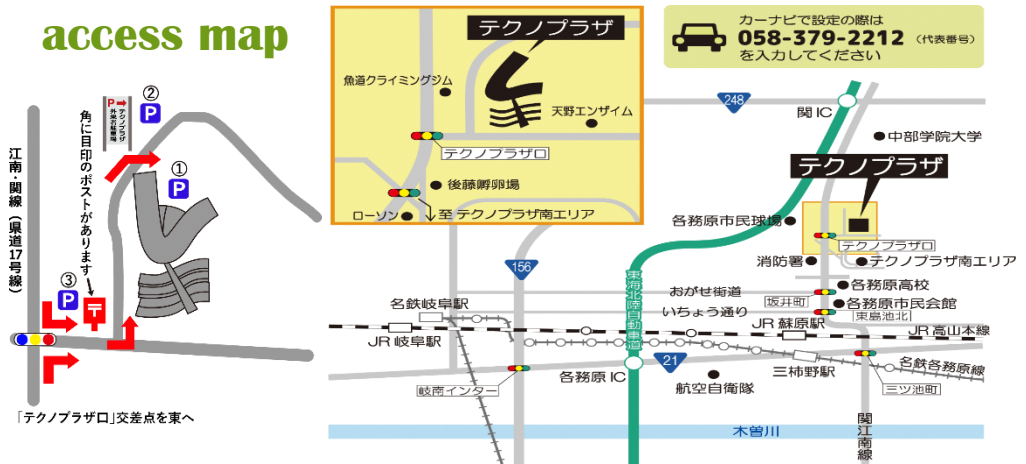 access map
②
P
P
テクノプラザ
外来者駐車場
角に目印のポストがあります
①
P
江南・関線（県道17号線）
③
P
「テクノプラザ口」交差点を東へ
テクノプラザ
魚道クライミングジム
天野エンザイム
テクノプラザ口
後藤孵卵場
ローソン
至 テクノプラザ南エリア
カーナビで設定の際は
058-379-2212（代表番号）
を入力してください
248
関 IC
中部学院大学
テクノプラザ
各務原市民球場
テクノプラザ口
消防署
テクノプラザ南エリア
156
東海北陸自動車道
おがせ街道
坂井町
各務原高校
各務原市民会館
いちょう通り
東島池北
名鉄岐阜駅
JR 岐阜駅
JR 蘇原駅
JR 高山本線
21
各務原 IC
三柿野駅
名鉄各務原線
岐南インター
航空自衛隊
三ツ池町
木曽川
関江南線